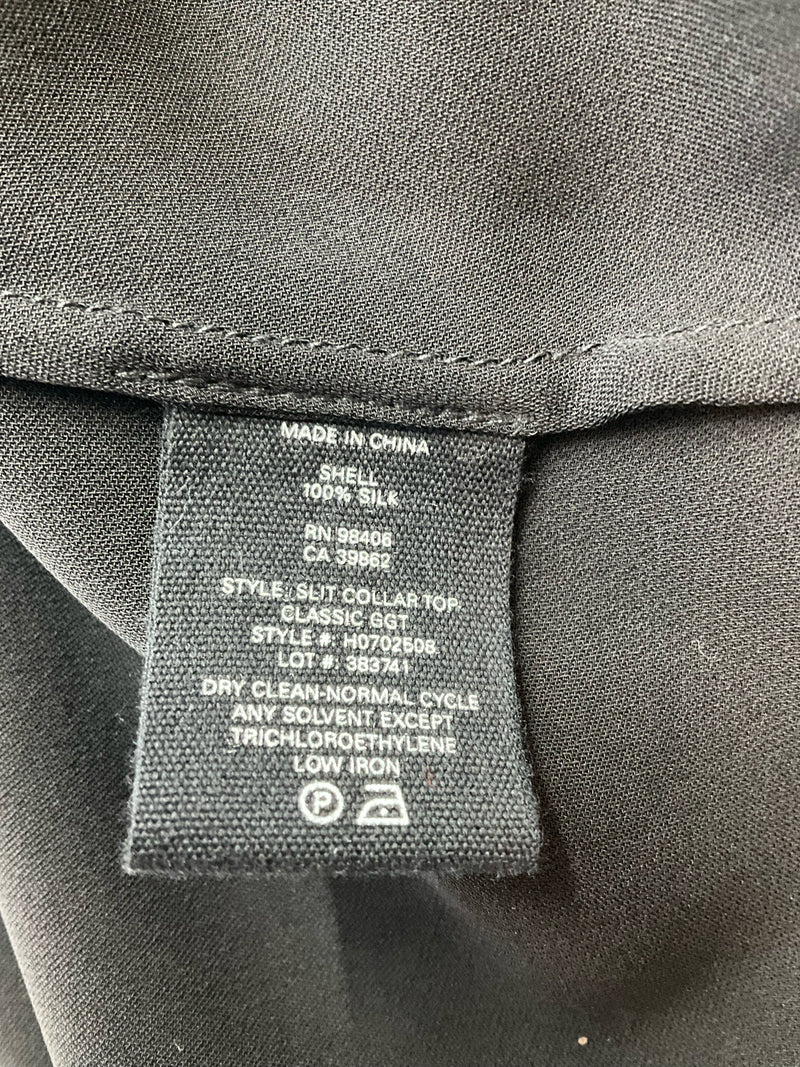 MADE IN CHINA
SHELL
100% SILK
RN 98406
CA 39862
STYLE: SLIT COLLAR TOP
CLASSIC GGT
STYLE #: H0702508
LOT #: 383741
DRY CLEAN-NORMAL CYCLE
ANY SOLVENT EXCEPT
TRICHLOROETHYLENE
LOW IRON
P